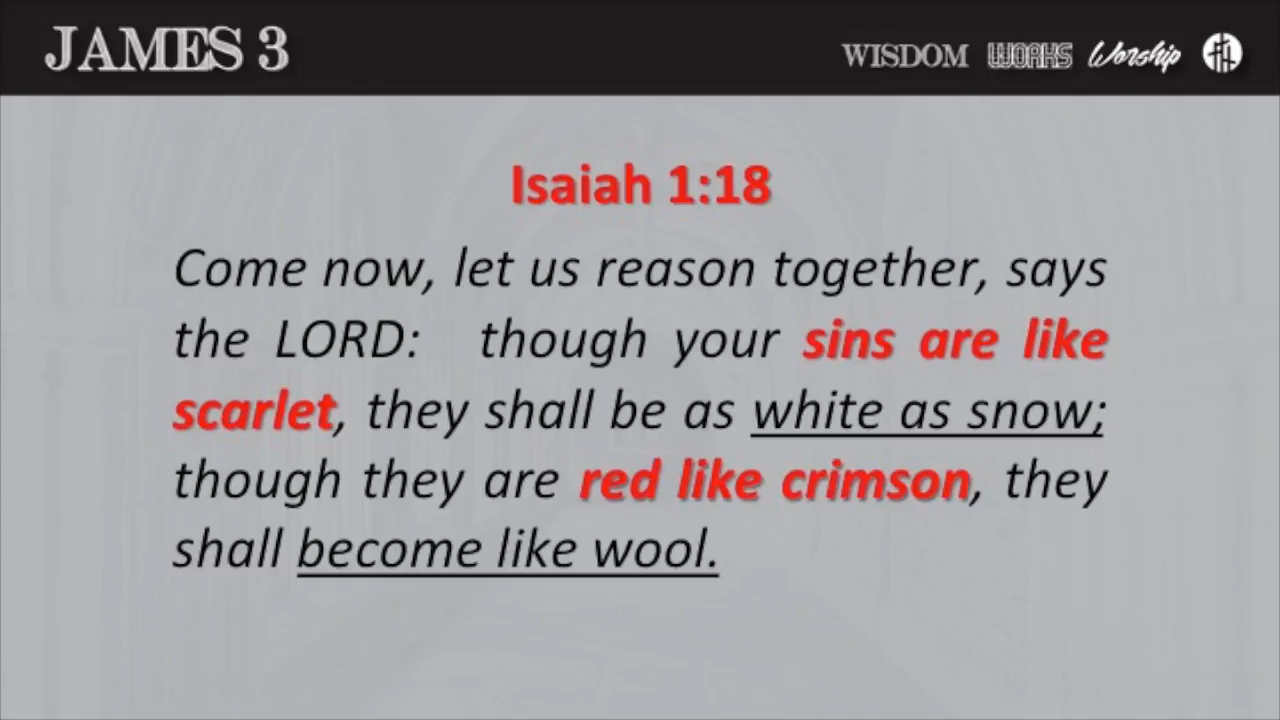 JAMES 3
WISDOM WORKS Worship
Isaiah 1:18
Come now, let us reason together, says
the LORD: though your sins are like
scarlet, they shall be as white as snow;
though they are red like crimson, they
shall become like wool.